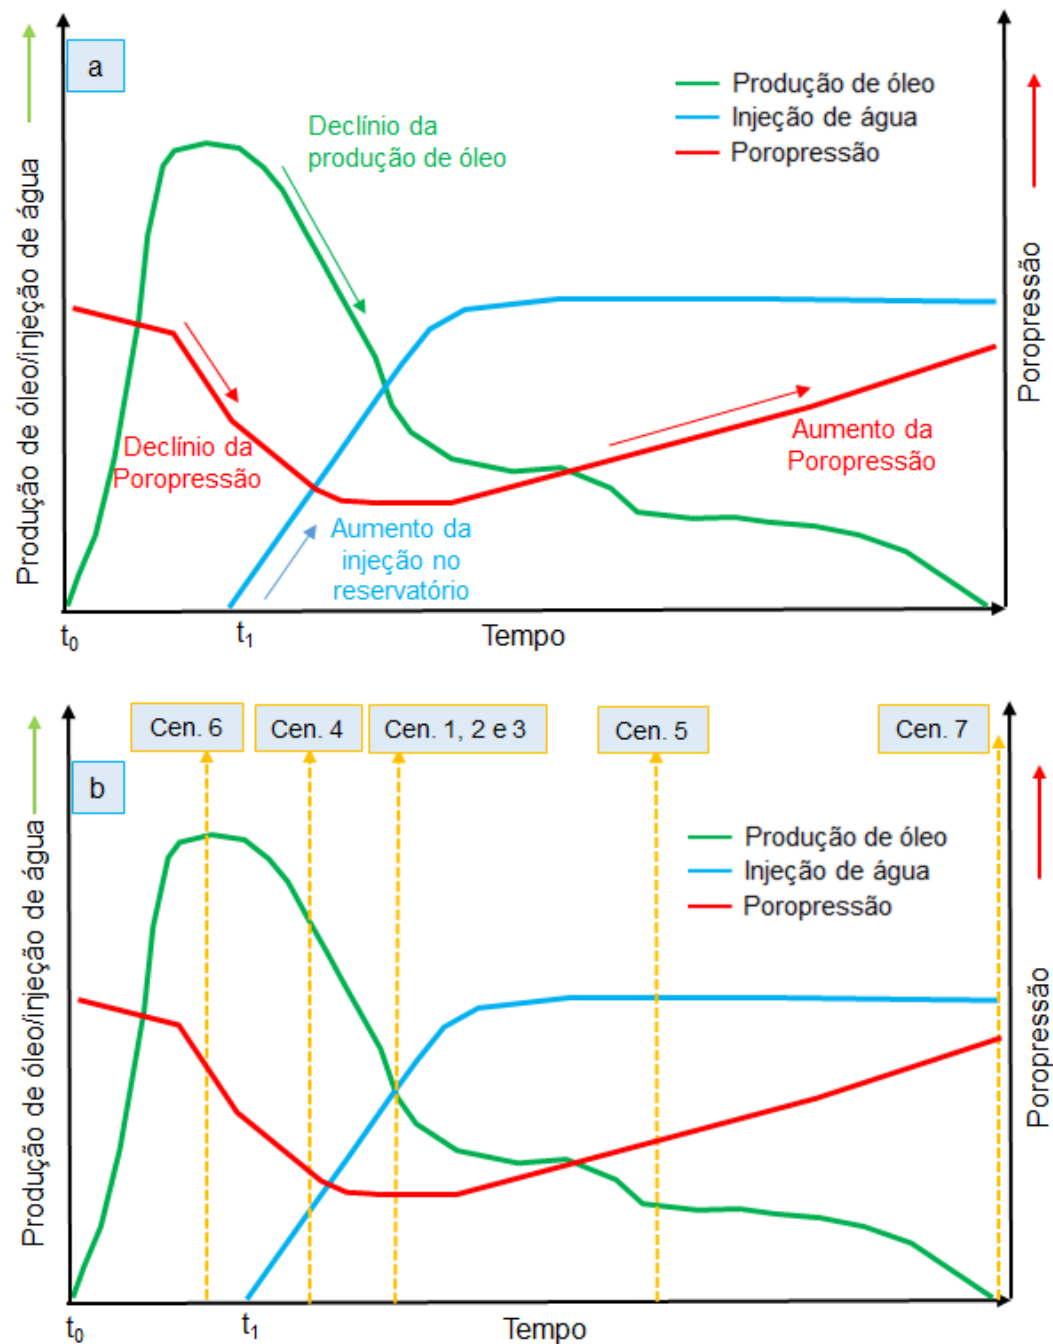 a
Produção de óleo
Injeção de água
Poropressão
Declínio da
produção de óleo
Produção de óleo/injeção de água
Poropressão
Declínio da
Poropressão
Aumento da
Poropressão
Aumento da
injeção no
reservatório
t0
t1
Tempo
Cen. 6
Cen. 4
Cen. 1, 2 e 3
Cen. 5
Cen. 7
b
Produção de óleo
Injeção de água
Poropressão
Produção de óleo/injeção de água
Poropressão
t0
t1
Tempo